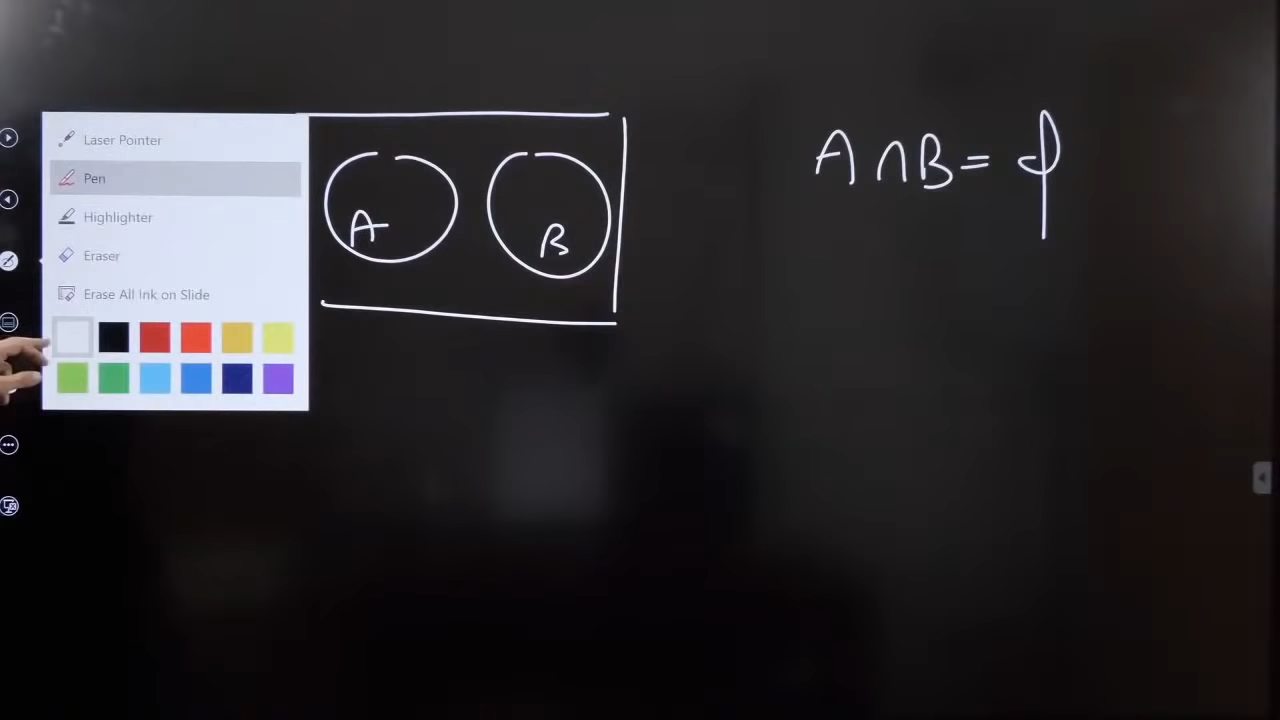 Laser Pointer
Pen
Highlighter
Eraser
Erase All Ink on Slide
A
B
A∩B = ϕ